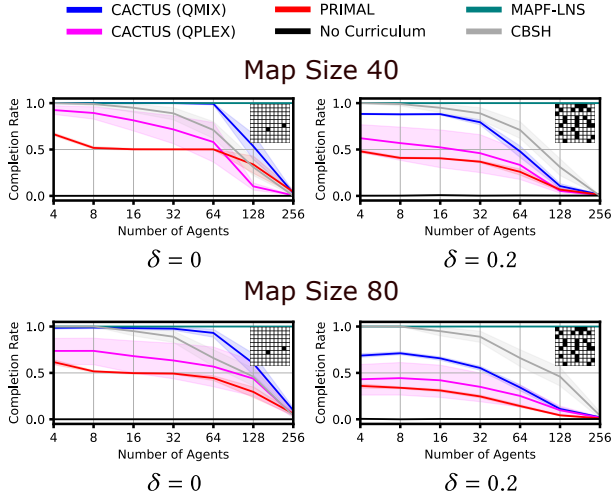 CACTUS (QMIX) PRIMAL MAPF-LNS
CACTUS (QPLEX) No Curriculum CBSH
Map Size 40
Completion Rate
1.0
0.5
0.0
4 8 16 32 64 128 256
Number of Agents
δ = 0
Completion Rate
1.0
0.5
0.0
4 8 16 32 64 128 256
Number of Agents
δ = 0.2
Map Size 80
Completion Rate
1.0
0.5
0.0
4 8 16 32 64 128 256
Number of Agents
δ = 0
Completion Rate
1.0
0.5
0.0
4 8 16 32 64 128 256
Number of Agents
δ = 0.2